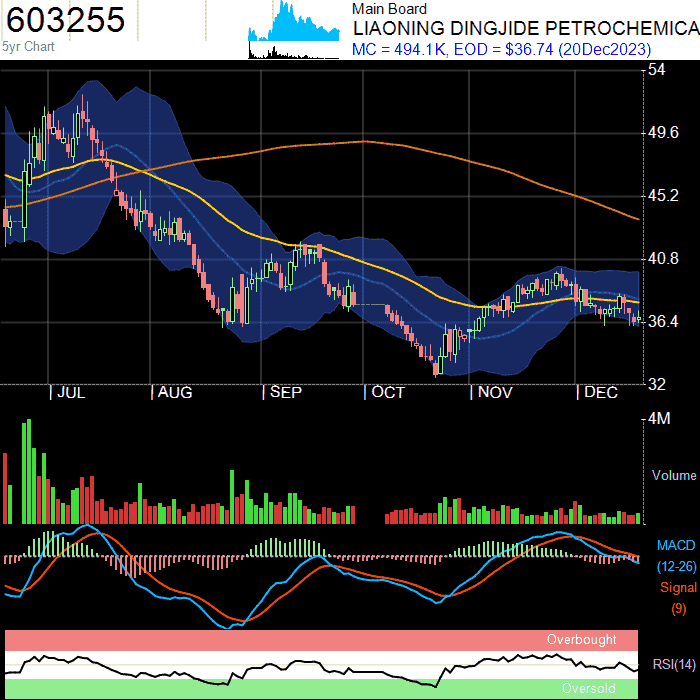 603255
5yr Chart
Main Board
LIAONING DINGJIDE PETROCHEMICA
MC = 494.1K, EOD = $36.74 (20Dec2023)
54
49.6
45.2
40.8
36.4
32
JUL AUG SEP OCT NOV DEC
4M
Volume
MACD
(12-26)
Signal
(9)
Overbought
RSI(14)
Oversold